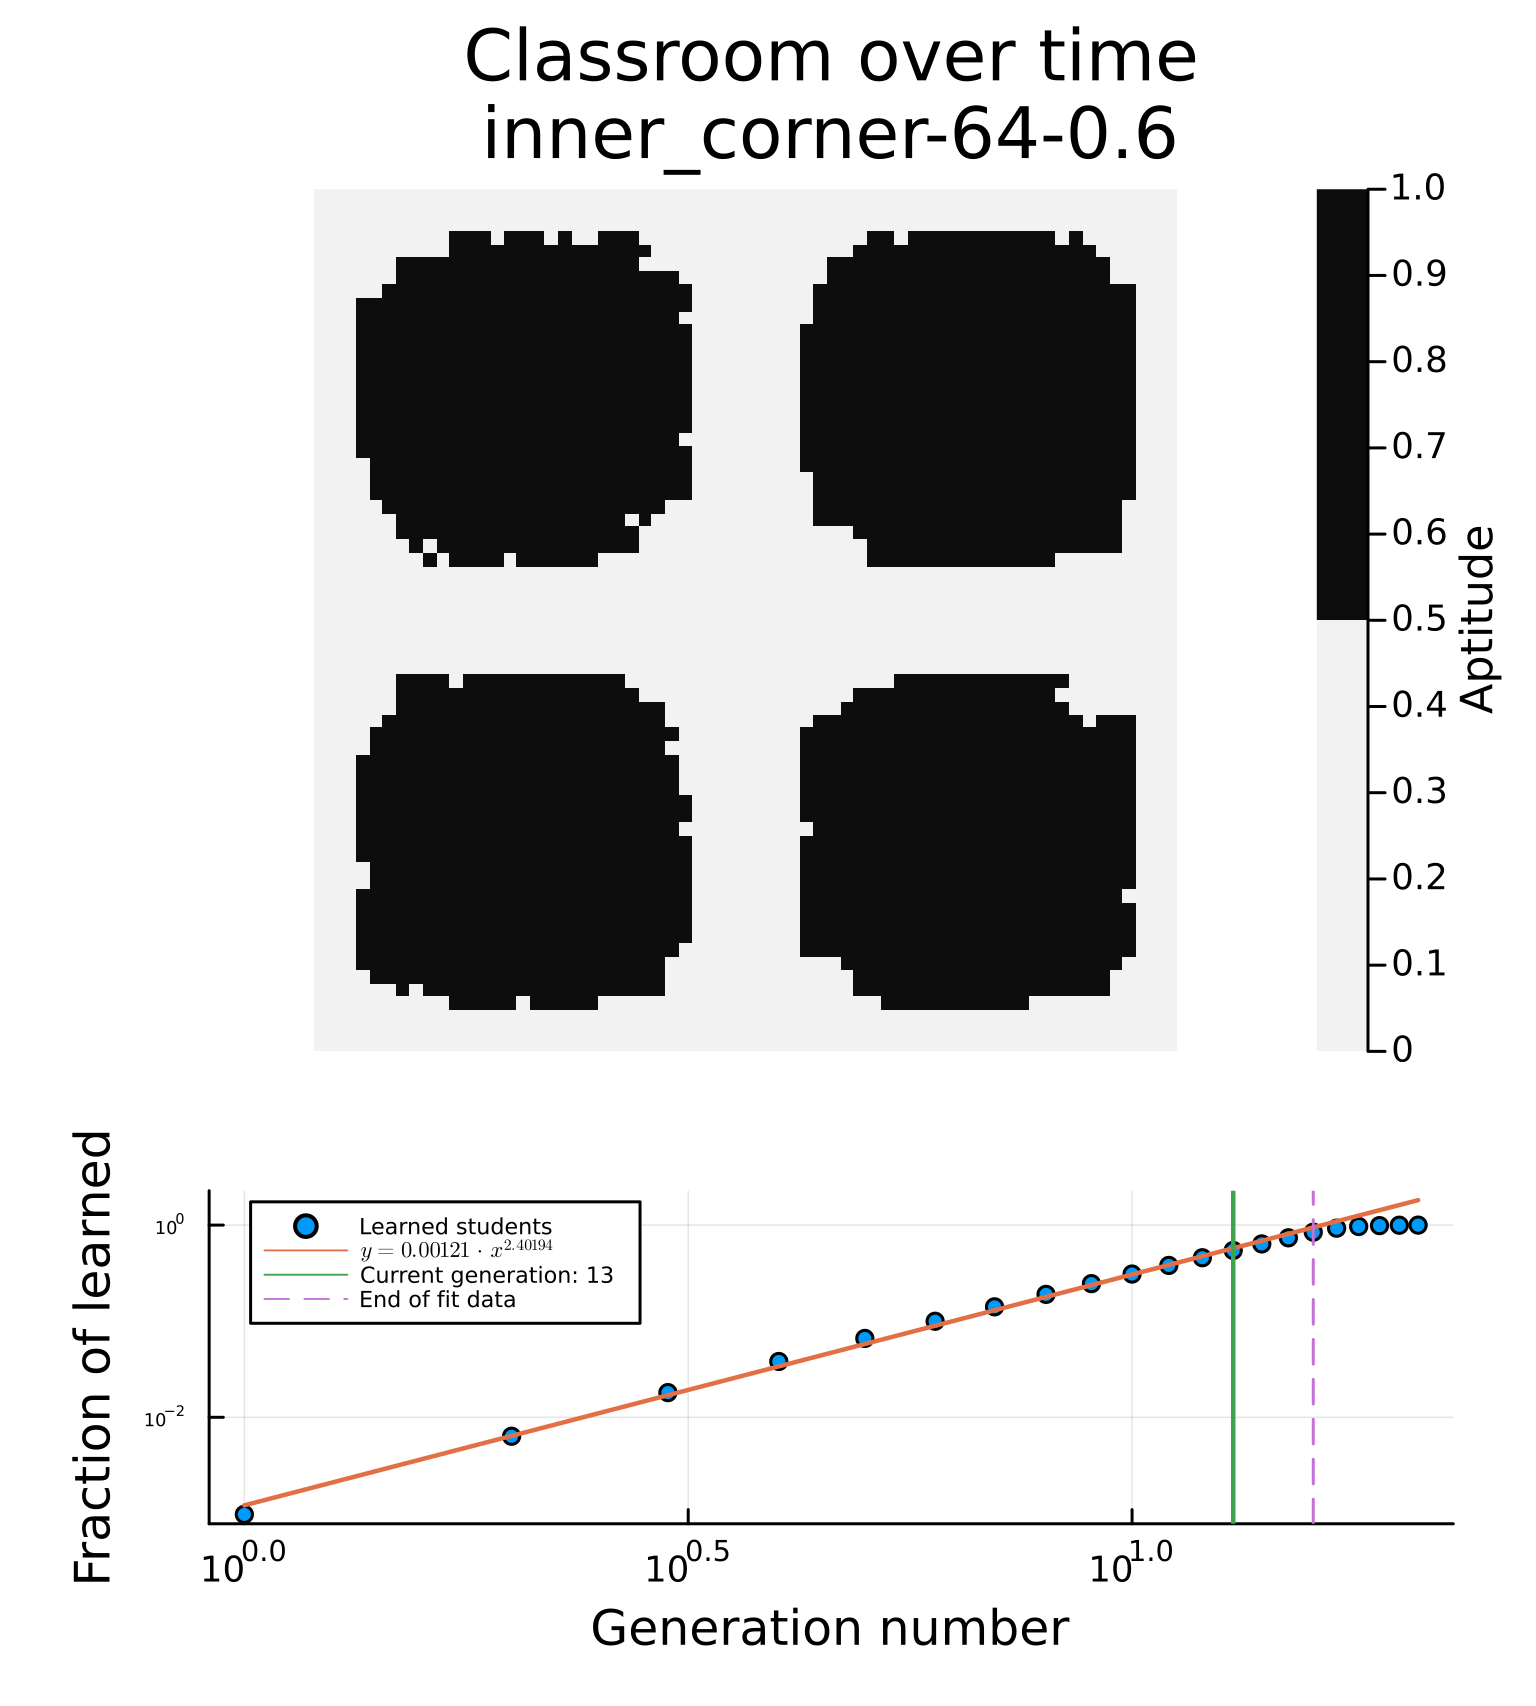 Classroom over time
inner_corner-64-0.6
1.0
0.9
0.8
0.7
0.6
0.5
0.4
0.3
0.2
0.1
0
Aptitude
Fraction of learned
10^0
10^−2
Learned students
y = 0.00121 · x^2.40194
Current generation: 13
End of fit data
10^0.0
10^0.5
10^1.0
Generation number